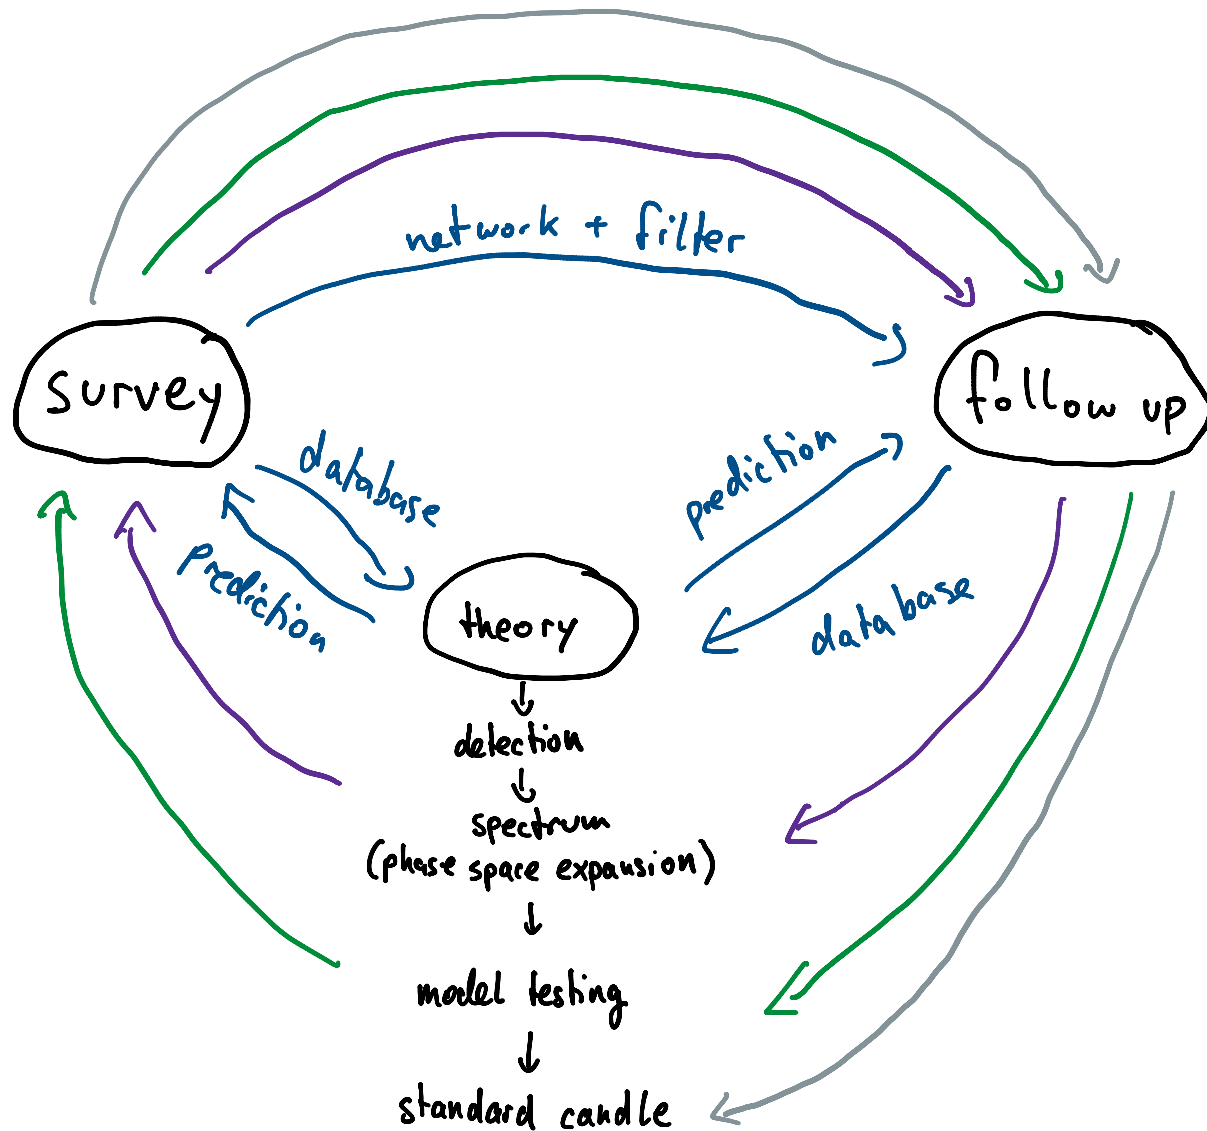 network + filter
survey
follow up
database
prediction
prediction
database
theory
detection
spectrum
(phase space expansion)
model testing
standard candle